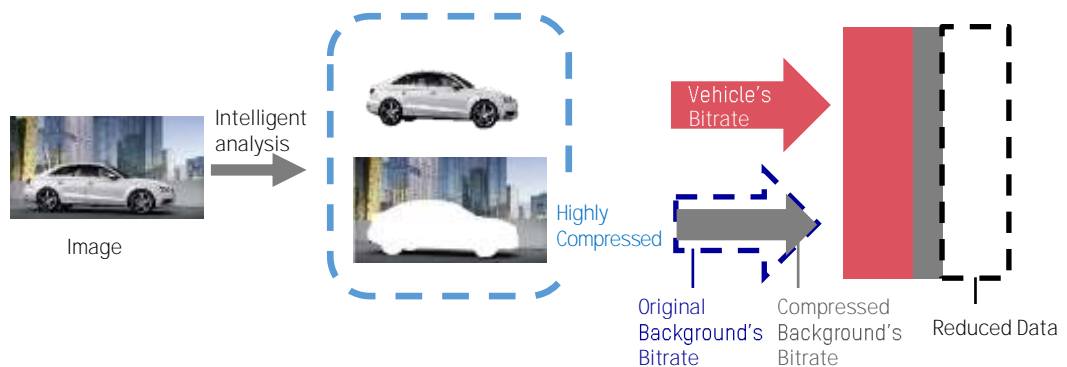 Intelligent
analysis
Image
Highly
Compressed
Vehicle's
Bitrate
Original
Background's
Bitrate
Compressed
Background's
Bitrate
Reduced Data